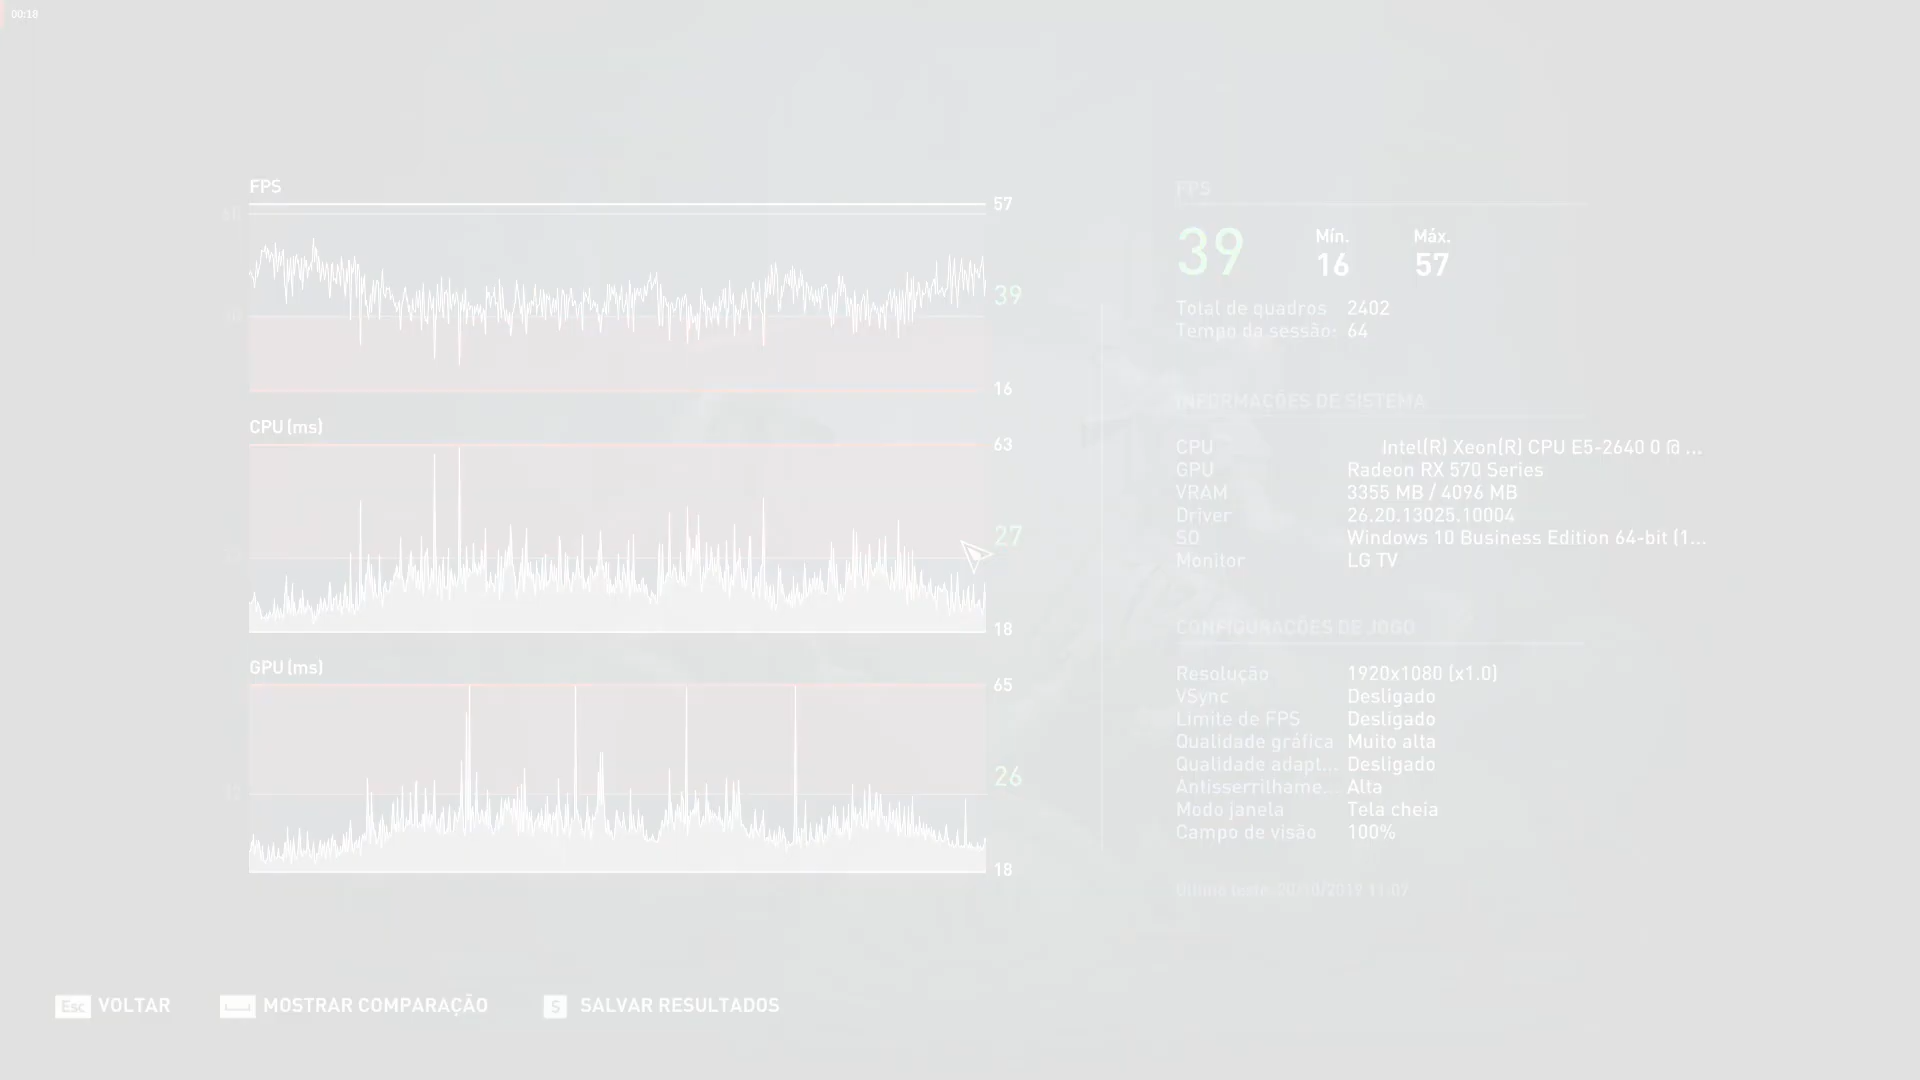 00:18
FPS
57
39
16
CPU (ms)
63
27
18
GPU (ms)
65
26
18
FPS
39
Mín.
16
Máx.
57
Total de quadros 2402
Tempo da sessão: 64
INFORMAÇÕES DE SISTEMA
CPU Intel(R) Xeon(R) CPU E5-2640 0 @ ...
GPU Radeon RX 570 Series
VRAM 3355 MB / 4096 MB
Driver 26.20.13025.10004
SO Windows 10 Business Edition 64-bit (1...
Monitor LG TV
CONFIGURAÇÕES DE JOGO
Resolução 1920x1080 (x1.0)
VSync Desligado
Limite de FPS Desligado
Qualidade gráfica Muito alta
Qualidade adapt... Desligado
Antisserrilhame... Alta
Modo janela Tela cheia
Campo de visão 100%
Último teste: 11:07
Esc VOLTAR
MOSTRAR COMPARAÇÃO
S SALVAR RESULTADOS